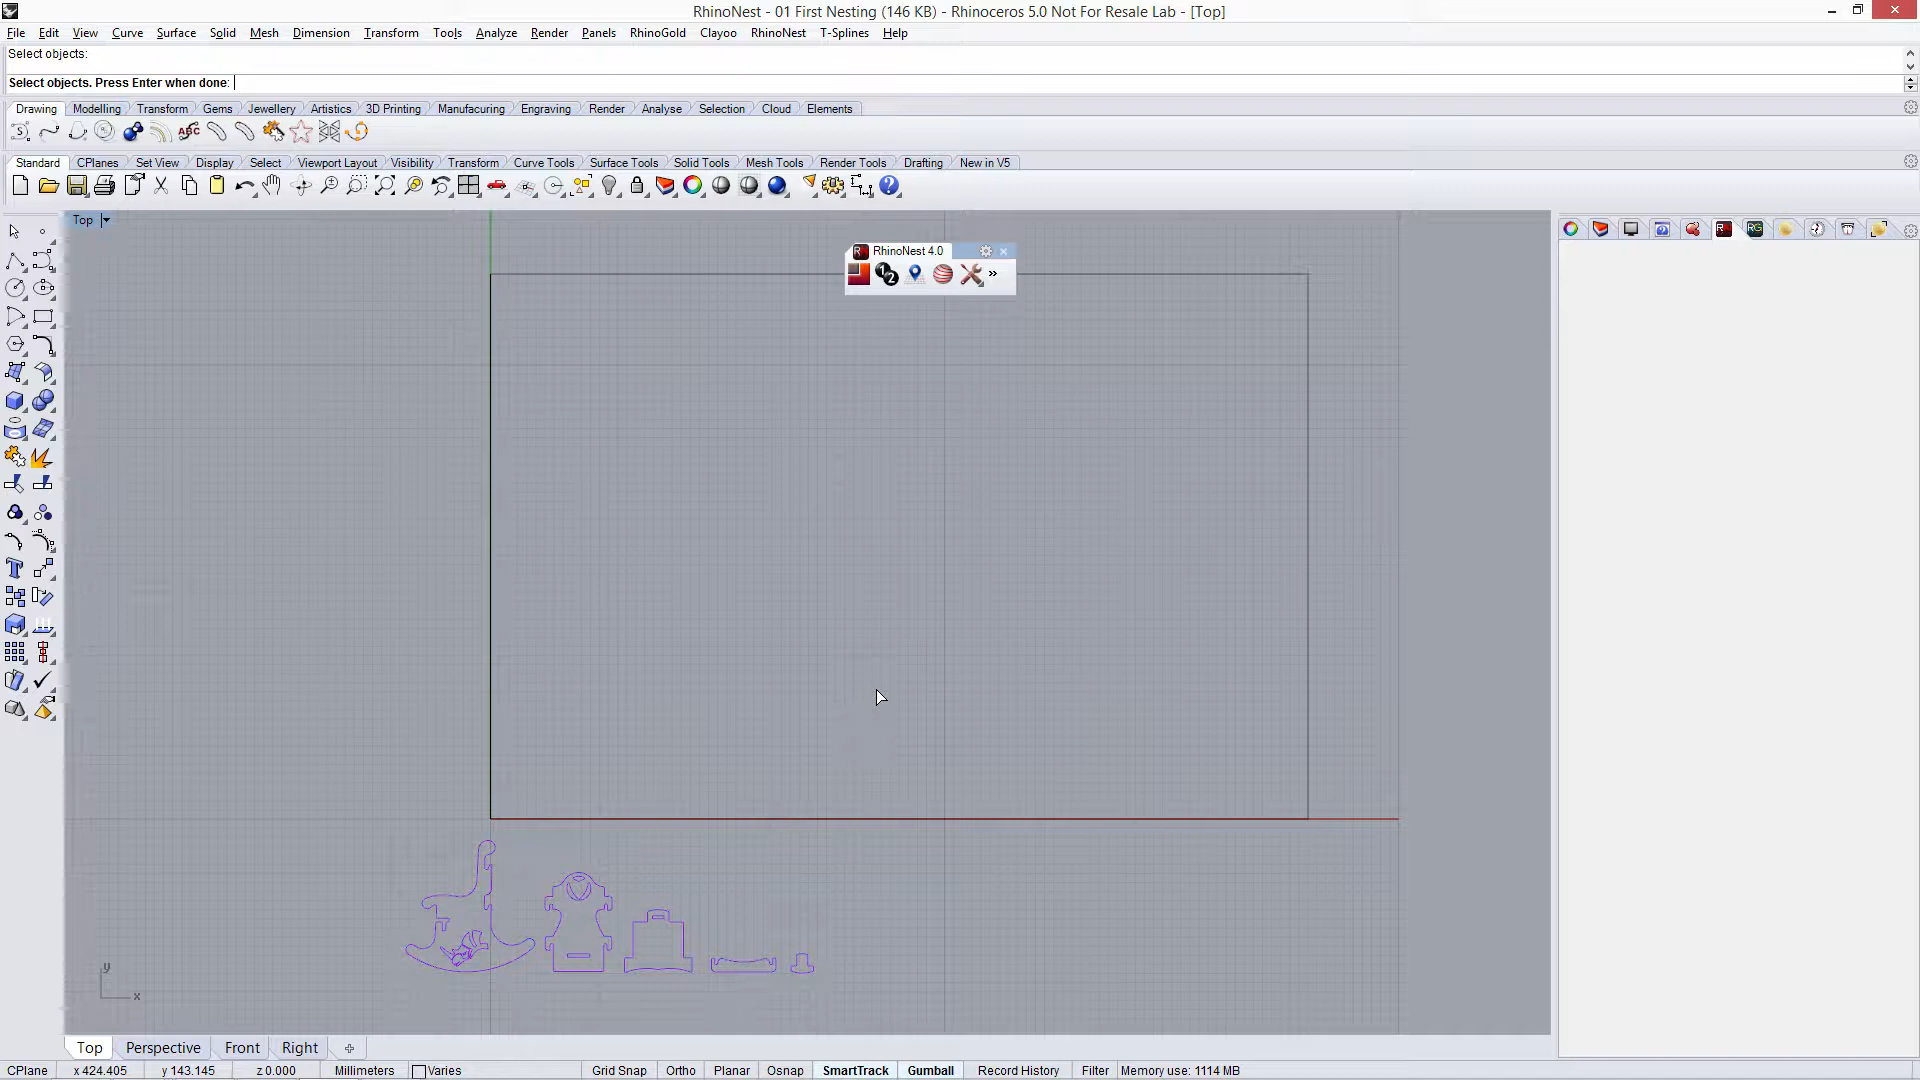 RhinoNest - 01 First Nesting (146 KB) - Rhinoceros 5.0 Not For Resale Lab - [Top]
File Edit View Curve Surface Solid Mesh Dimension Transform Tools Analyze Render Panels RhinoGold Clayoo RhinoNest T-Splines Help
Select objects:
Select objects. Press Enter when done:
Drawing Modelling Transform Gems Jewellery Artistics 3D Printing Manufacuring Engraving Render Analyse Selection Cloud Elements
ABC
Standard CPlanes Set View Display Select Viewport Layout Visibility Transform Curve Tools Surface Tools Solid Tools Mesh Tools Render Tools Drafting New in V5
Top
RhinoNest 4.0
y
x
Top Perspective Front Right
CPlane x 424.405 y 143.145 z 0.000 Millimeters Varies Grid Snap Ortho Planar Osnap SmartTrack Gumball Record History Filter Memory use: 1114 MB